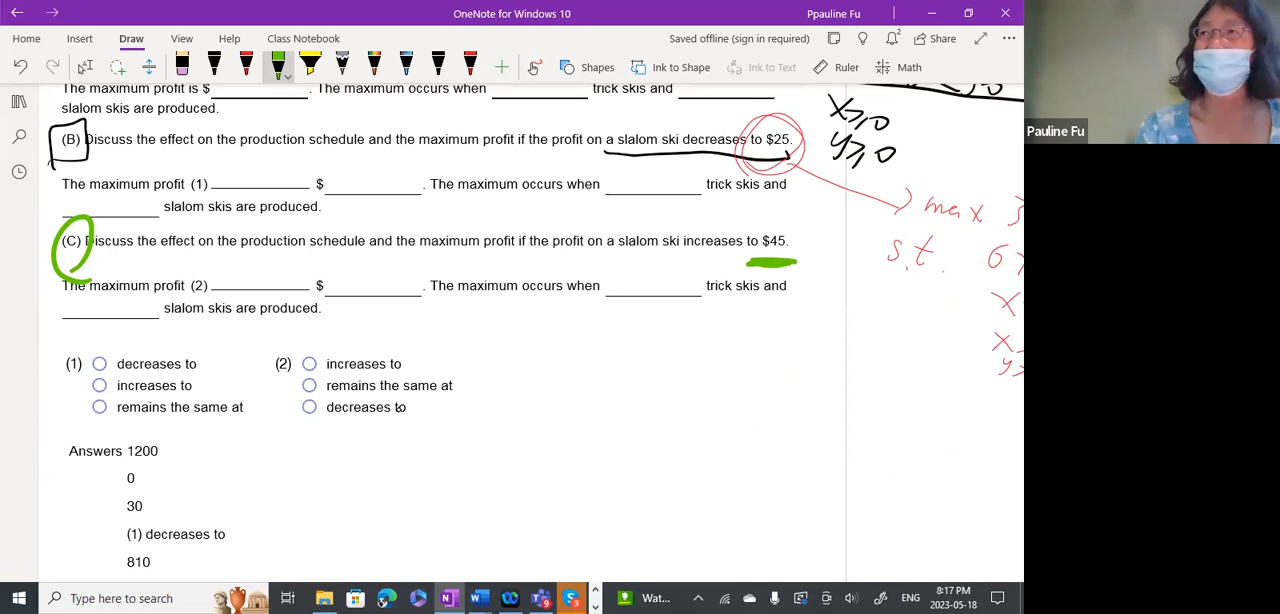 OneNote for Windows 10
Ppauline Fu
Home Insert Draw View Help Class Notebook
Saved offline (sign in required)
Share
Shapes
Ink to Shape
Ink to Text
Ruler
Math
The maximum profit is $ . The maximum occurs when trick skis and
slalom skis are produced.
(B) Discuss the effect on the production schedule and the maximum profit if the profit on a slalom ski decreases to $25.
The maximum profit (1) $ . The maximum occurs when trick skis and
slalom skis are produced.
(C) Discuss the effect on the production schedule and the maximum profit if the profit on a slalom ski increases to $45.
The maximum profit (2) $ . The maximum occurs when trick skis and
slalom skis are produced.
(1) decreases to
increases to
remains the same at
(2) increases to
remains the same at
decreases to
Answers 1200
0
30
(1) decreases to
810
x≥0
y≥0
max 3
s.t. 6x
x
x
y≥
Pauline Fu
Type here to search
Wat...
ENG
8:17 PM
2023-05-18